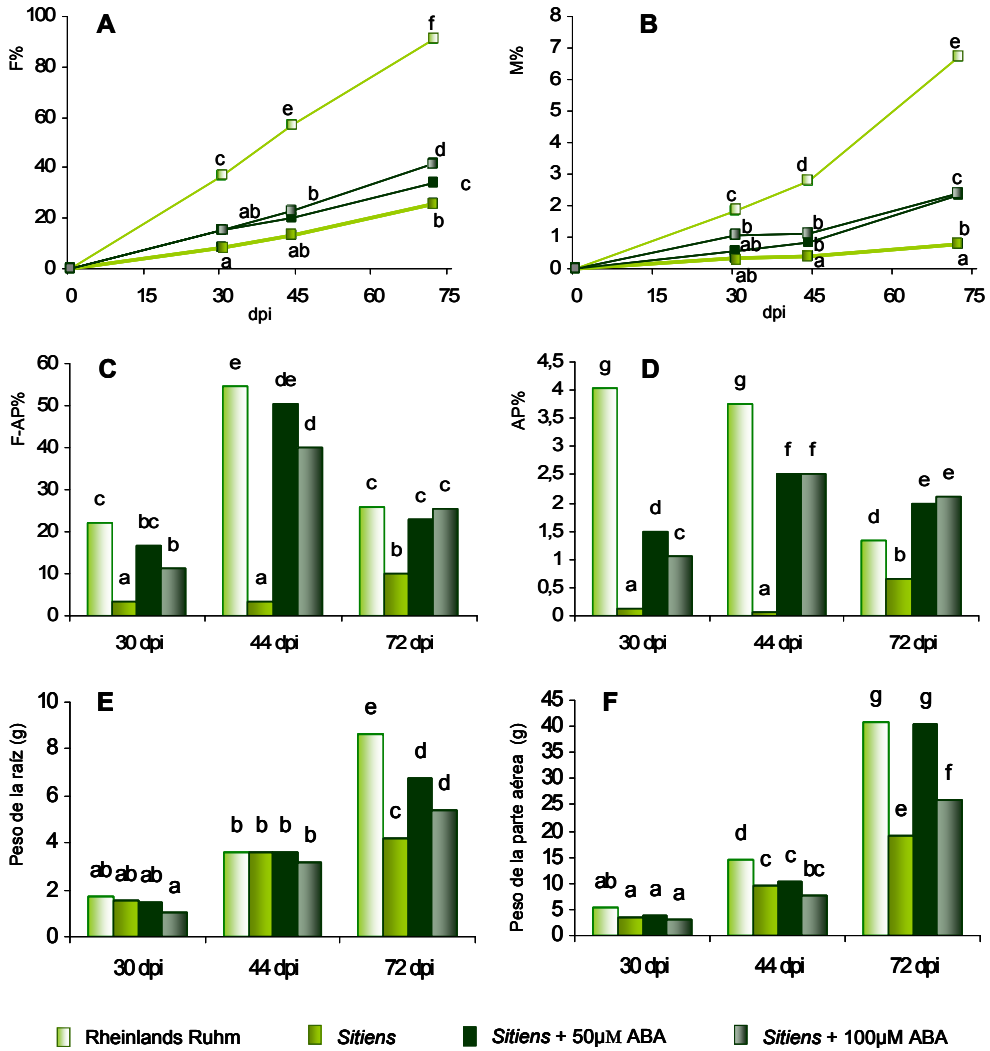 A
F%
100
80
60
40
20
0
f
e
c
d
b
c
ab
b
ab
a
0 15 30 45 60 75
dpi
B
M%
8
7
6
5
4
3
2
1
0
e
d
c
c
b
b
ab
b
b
ab
a
a
0 15 30 45 60 75
dpi
C
F-AP%
60
50
40
30
20
10
0
c a bc b
e a de d
c b c c
30 dpi 44 dpi 72 dpi
D
AP%
4,5
4
3,5
3
2,5
2
1,5
1
0,5
0
g a d c
g a f f
d b e e
30 dpi 44 dpi 72 dpi
E
Peso de la raíz (g)
10
8
6
4
2
0
ab ab ab a
b b b b
e c d d
30 dpi 44 dpi 72 dpi
F
Peso de la parte aérea (g)
45
40
35
30
25
20
15
10
5
0
ab a a a
d c c bc
g e g f
30 dpi 44 dpi 72 dpi
Rheinlands Ruhm Sitiens Sitiens + 50µM ABA Sitiens + 100µM ABA